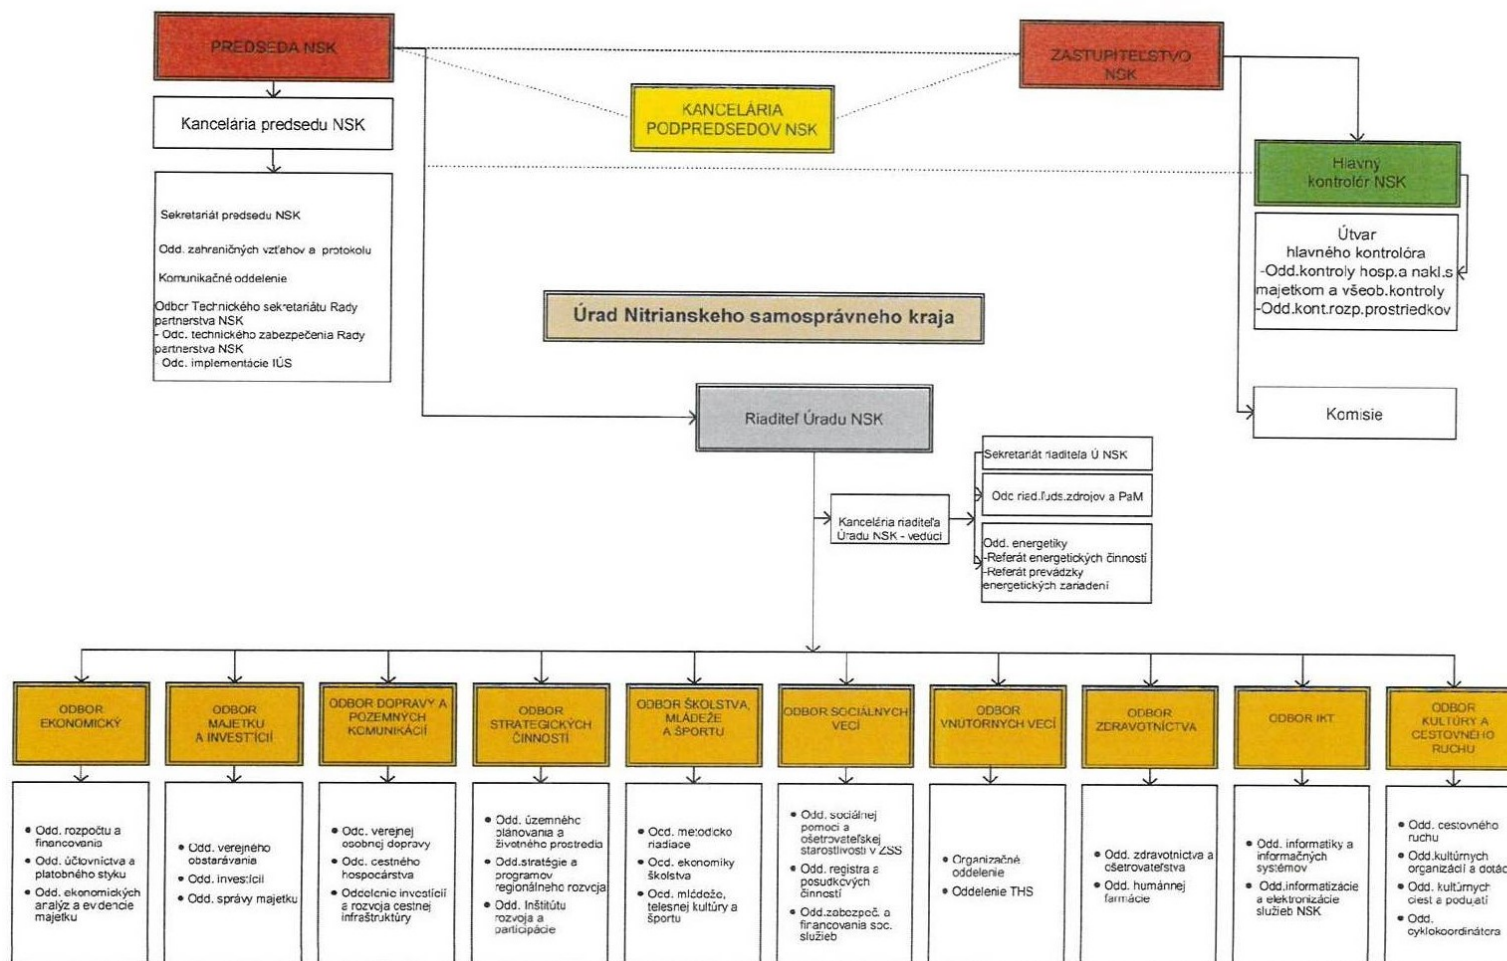 PREDSEDA NSK
ZASTUPITEĽSTVO
NSK
KANCELÁRIA
PODPREDSEDOV NSK
Kancelária predsedu NSK
Hlavný
kontrolór NSK
Sekretariát predsedu NSK
Odd. zahraničných vzťahov a protokolu
Komunikačné oddelenie
Odbor Technického sekretariátu Rady
partnerstva NSK
- Odd. technického zabezpečenia Rady
partnerstva NSK
- Odd. implementácie IÚS
Útvar
hlavného kontrolóra
-Odd.kontroly hosp.a nakl.s
majetkom a všeob.kontroly
-Odd.kont.rozp.prostriedkov
Úrad Nitrianskeho samosprávneho kraja
Riaditeľ Úradu NSK
Komisie
Sekretariát riaditeľa Ú NSK
Odd riad.ľuds.zdrojov a PaM
Kancelária riaditeľa
Úradu NSK - vedúci
Odd. energetiky
-Referát energetických činností
-Referát prevádzky
energetických zariadení
ODBOR
EKONOMICKÝ
ODBOR
MAJETKU
A INVESTÍCIÍ
ODBOR DOPRAVY A
POZEMNÝCH
KOMUNIKÁCIÍ
ODBOR
STRATEGICKÝCH
ČINNOSTÍ
ODBOR ŠKOLSTVA,
MLÁDEŽE
A ŠPORTU
ODBOR SOCIÁLNYCH
VECÍ
ODBOR
VNÚTORNÝCH VECÍ
ODBOR
ZDRAVOTNÍCTVA
ODBOR IKT
ODBOR
KULTÚRY A
CESTOVNÉHO
RUCHU
• Odd. rozpočtu a
financovania
• Odd. účtovníctva a
platobného styku
• Odd. ekonomických
analýz a evidencie
majetku
• Odd. verejného
obstarávania
• Odd. investícií
• Odd. správy majetku
• Odd. verejnej
osobnej dopravy
• Odd. cestného
hospodárstva
• Oddelenie investícií
a rozvoja cestnej
infraštruktúry
• Odd. územného
plánovania a
životného prostredia
• Odd.stratégie a
programov
regionálneho rozvoja
• Odd. Inštitútu
rozvoja a
participácie
• Odd. metodicko
riadiace
• Odd. ekonomiky
školstva
• Odd. mládeže,
telesnej kultúry a
športu
• Odd. sociálnej
pomoci a
ošetrovateľskej
starostlivosti v ZSS
• Odd. registra a
posudkových
činností
• Odd.zabezpeč. a
financovania soc.
služieb
• Organizačné
oddelenie
• Oddelenie THS
• Odd. zdravotníctva a
ošetrovateľstva
• Odd. humánnej
farmácie
• Odd. informatiky a
informačných
systémov
• Odd.informatizácie
a elektronizácie
služieb NSK
• Odd. cestovného
ruchu
• Odd.kultúrnych
organizácií a dotác
• Odd. kultúrnych
ciest a podujatí
• Odd.
cyklokoordinátora